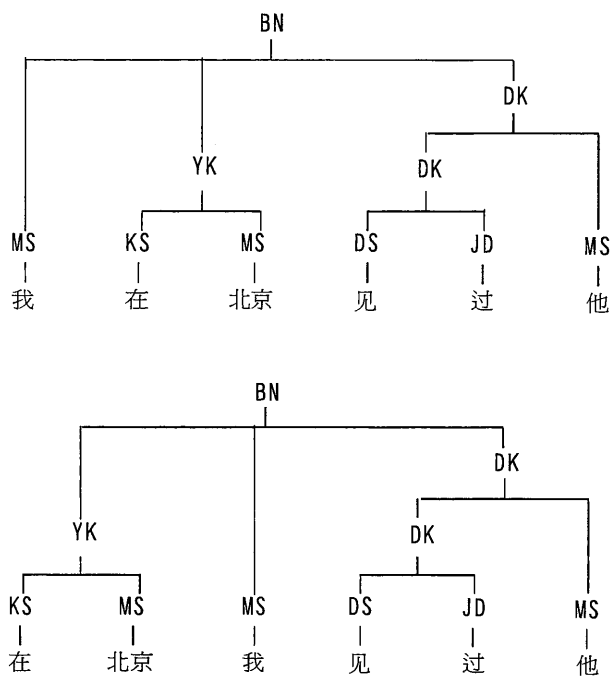 BN
DK
YK DK
MS KS MS DS JD MS
我 在 北京 见 过 他
BN
DK
YK DK
KS MS MS DS JD MS
在 北京 我 见 过 他